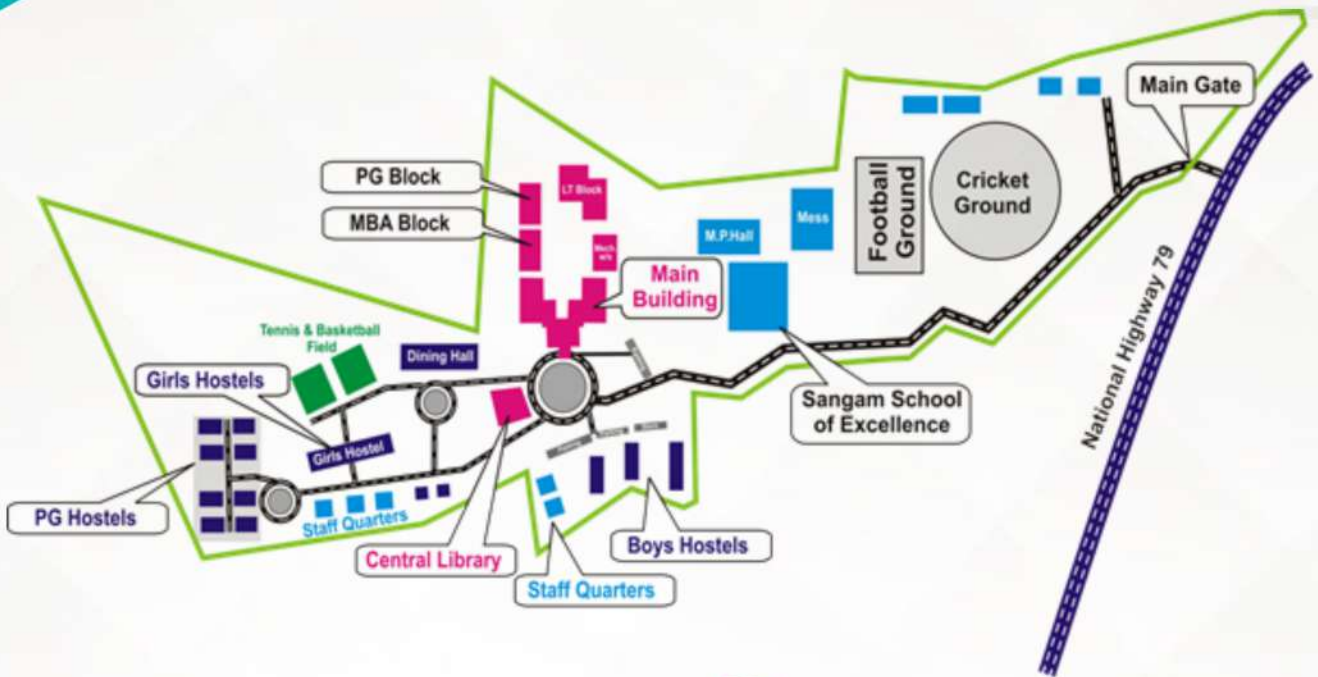 Main Gate
PG Block
LT Block
MBA Block
Mess
Football
Ground
Cricket
Ground
M.P.Hall
Main
Building
National Highway 79
Tennis & Basketball
Field
Dining Hall
Girls Hostels
Sangam School
of Excellence
Girls Hostel
PG Hostels
Staff Quarters
Central Library
Boys Hostels
Staff Quarters